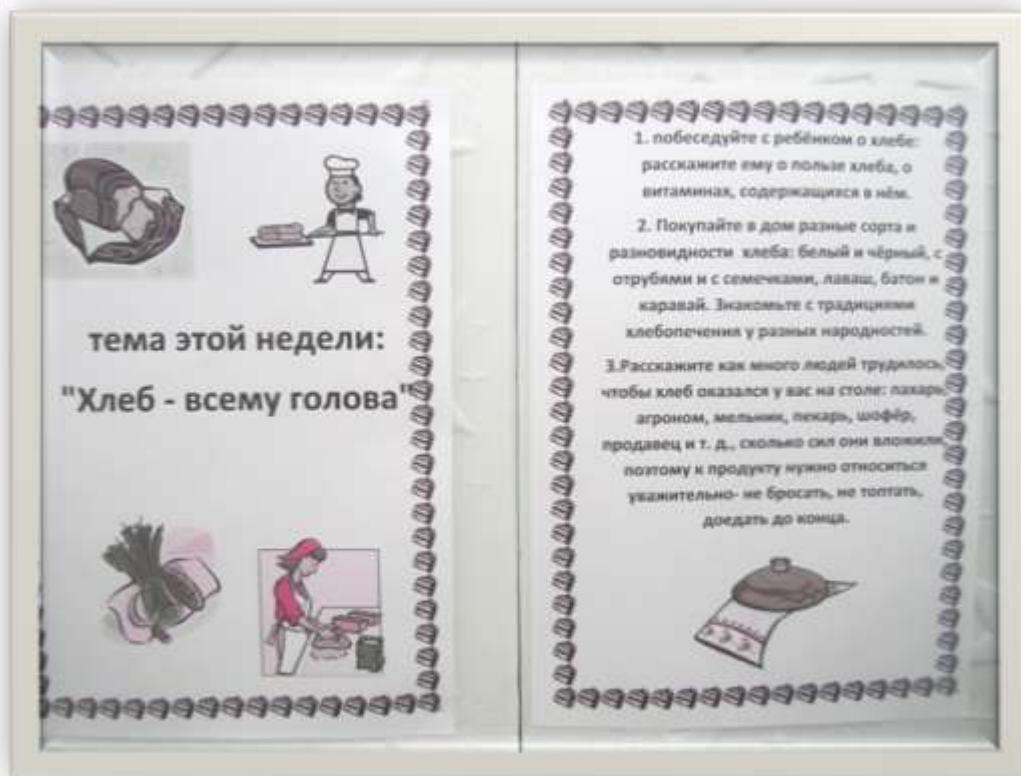 тема этой недели:
"Хлеб - всему голова"
1. побеседуйте с ребёнком о хлебе:
расскажите ему о пользе хлеба, о
витаминах, содержащихся в нём.
2. Покупайте в дом разные сорта и
разновидности хлеба: белый и чёрный, с
отрубями и с семечками, лаваш, батон и
каравай. Знакомьте с традициями
хлебопечения у разных народностей.
3.Расскажите как много людей трудилось,
чтобы хлеб оказался у вас на столе: пахарь,
агроном, мельник, пекарь, шофёр,
продавец и т. д., сколько сил они вложили,
поэтому к продукту нужно относиться
уважительно- не бросать, не топтать,
доедать до конца.